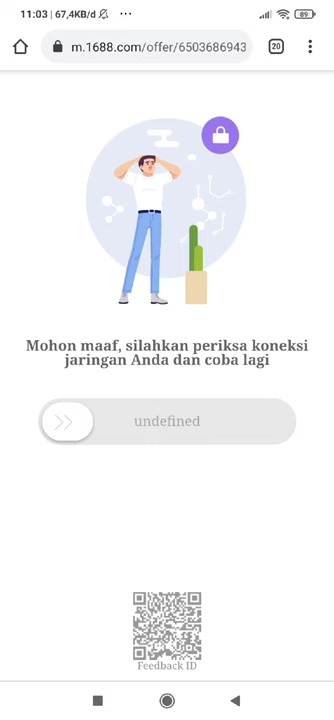 11:03 | 67,4KB/d ···
89
m.1688.com/offer/6503686943
20
Mohon maaf, silahkan periksa koneksi
jaringan Anda dan coba lagi
undefined
Feedback ID